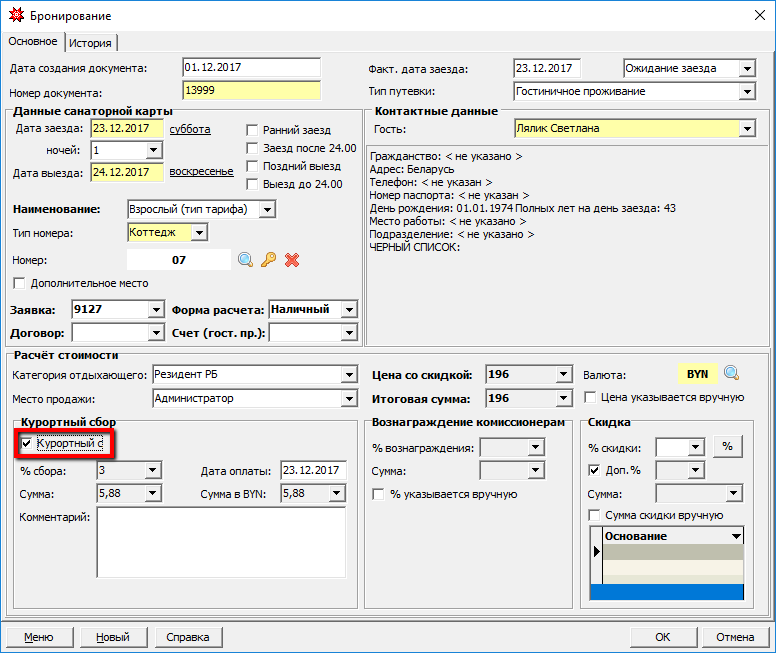 Бронирование
Основное История
Дата создания документа: 01.12.2017 Факт. дата заезда: 23.12.2017 Ожидание заезда
Номер документа: 13999 Тип путевки: Гостиничное проживание
Данные санаторной карты
Дата заезда: 23.12.2017 суббота
ночей: 1
Дата выезда: 24.12.2017 воскресенье
Ранний заезд
Заезд после 24.00
Поздний выезд
Выезд до 24.00
Наименование: Взрослый (тип тарифа)
Тип номера: Коттедж
Номер: 07
Дополнительное место
Заявка: 9127 Форма расчета: Наличный
Договор: Счет (гост. пр.):
Контактные данные
Гость: Лялик Светлана
Гражданство: < не указано >
Адрес: Беларусь
Телефон: < не указан >
Номер паспорта: < не указан >
День рождения: 01.01.1974 Полных лет на день заезда: 43
Место работы: < не указано >
Подразделение: < не указано >
ЧЕРНЫЙ СПИСОК:
Расчёт стоимости
Категория отдыхающего: Резидент РБ Цена со скидкой: 196 Валюта: BYN
Место продажи: Администратор Итоговая сумма: 196 Цена указывается вручную
Курортный сбор
Курортный с
% сбора: 3 Дата оплаты: 23.12.2017
Сумма: 5,88 Сумма в BYN: 5,88
Комментарий:
Вознаграждение комиссионерам
% вознаграждения:
Сумма:
% указывается вручную
Скидка
% скидки: %
Доп.%
Сумма:
Сумма скидки вручную
Основание
Меню Новый Справка ОК Отмена